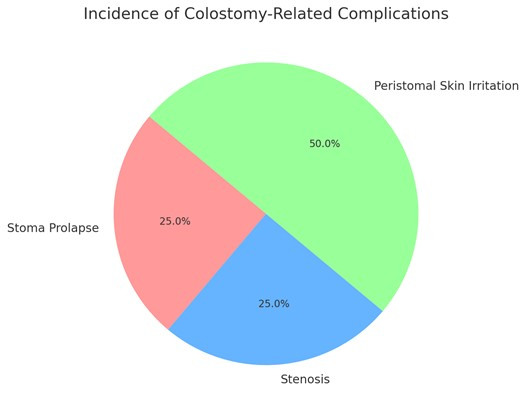 Incidence of Colostomy-Related Complications
Peristomal Skin Irritation
50.0%
Stoma Prolapse
25.0%
25.0%
Stenosis